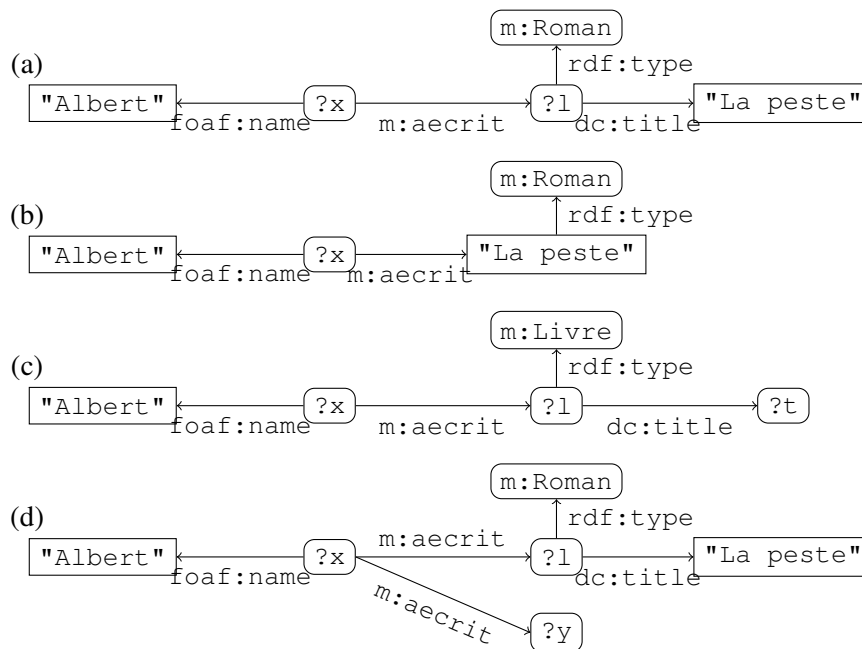 m:Roman
(a)
rdf:type
"Albert" ?x ?l "La peste"
foaf:name m:aecrit dc:title
m:Roman
(b)
rdf:type
"Albert" ?x "La peste"
foaf:name m:aecrit
m:Livre
(c)
rdf:type
"Albert" ?x ?l ?t
foaf:name m:aecrit dc:title
m:Roman
(d)
rdf:type
m:aecrit
"Albert" ?x ?l "La peste"
foaf:name dc:title
m:aecrit
?y